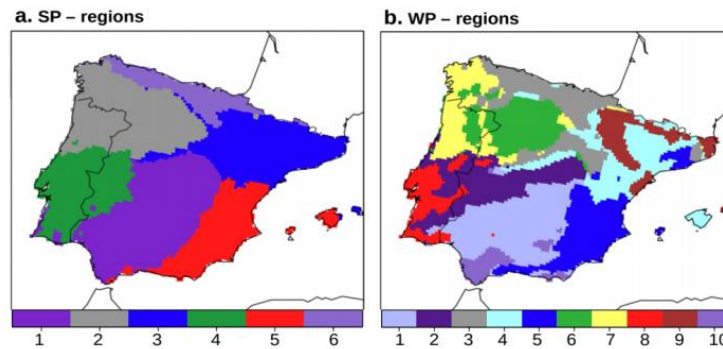 a. SP – regions
b. WP – regions
1 2 3 4 5 6
1 2 3 4 5 6 7 8 9 10